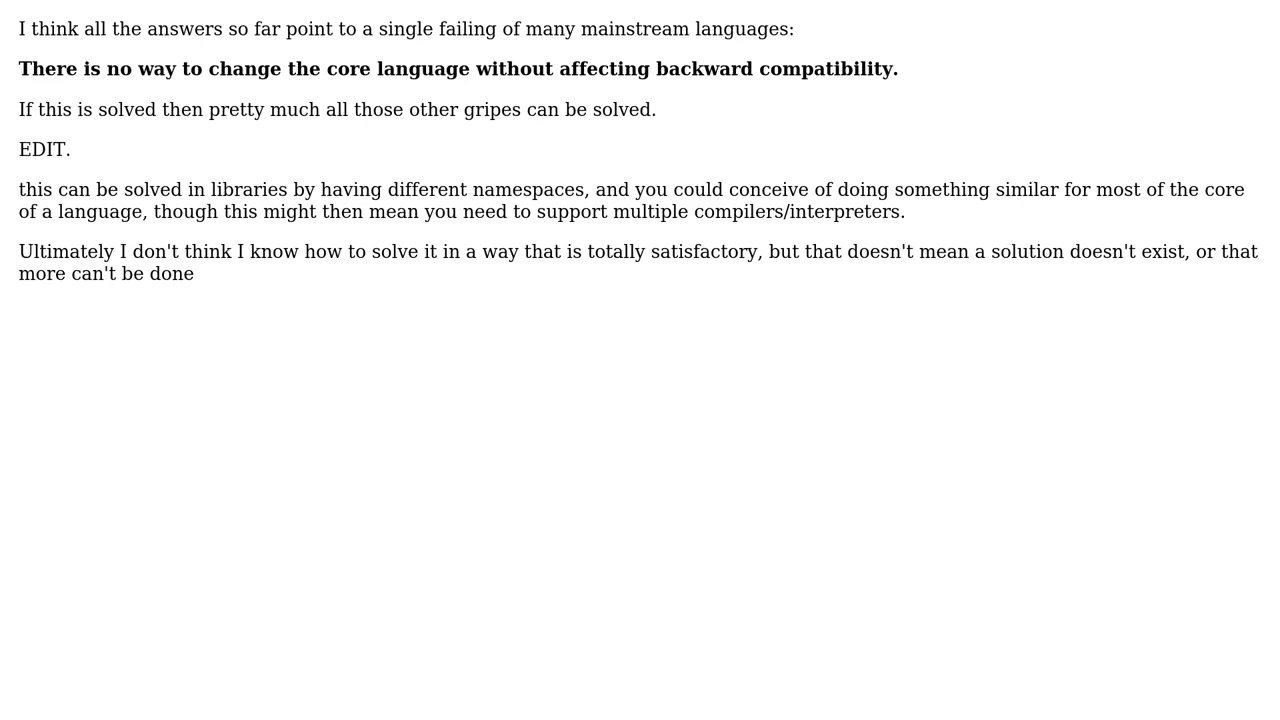 I think all the answers so far point to a single failing of many mainstream languages:
There is no way to change the core language without affecting backward compatibility.
If this is solved then pretty much all those other gripes can be solved.
EDIT.
this can be solved in libraries by having different namespaces, and you could conceive of doing something similar for most of the core
of a language, though this might then mean you need to support multiple compilers/interpreters.
Ultimately I don't think I know how to solve it in a way that is totally satisfactory, but that doesn't mean a solution doesn't exist, or that
more can't be done